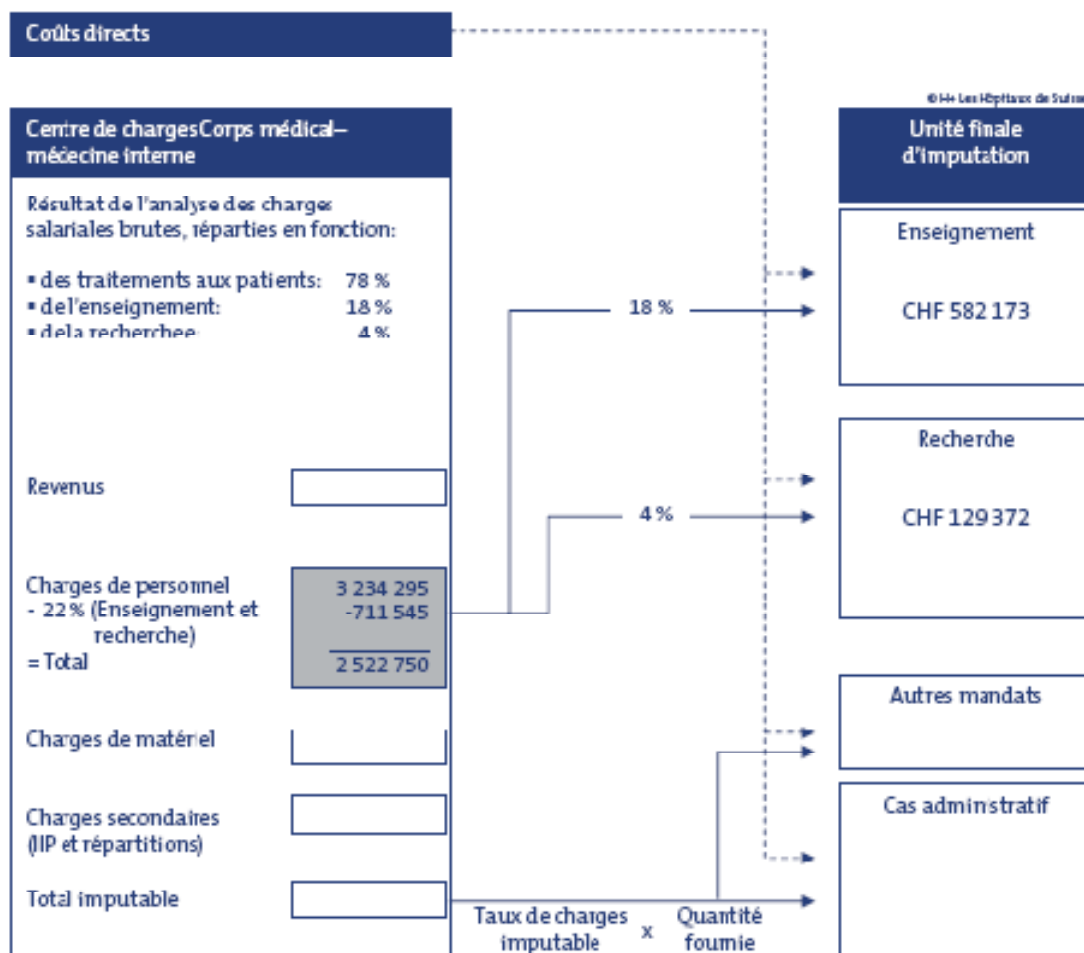 Coûts directs
© H+ Les Hôpitaux de Suisse
Centre de chargesCorps médical–
médecine interne
Résultat de l'analyse des charges
salariales brutes, réparties en fonction:
▪ des traitements aux patients: 78 %
▪ de l'enseignement: 18 %
▪ de la recherchee: 4 %
Revenus
Charges de personnel 3 234 295
- 22 % (Enseignement et -711 545
recherche)
= Total 2 522 750
Charges de matériel
Charges secondaires
(IIP et répartitions)
Total imputable
18 %
4 %
Taux de charges
imputable
x
Quantité
fournie
Unité finale
d'imputation
Enseignement
CHF 582 173
Recherche
CHF 129 372
Autres mandats
Cas administratif